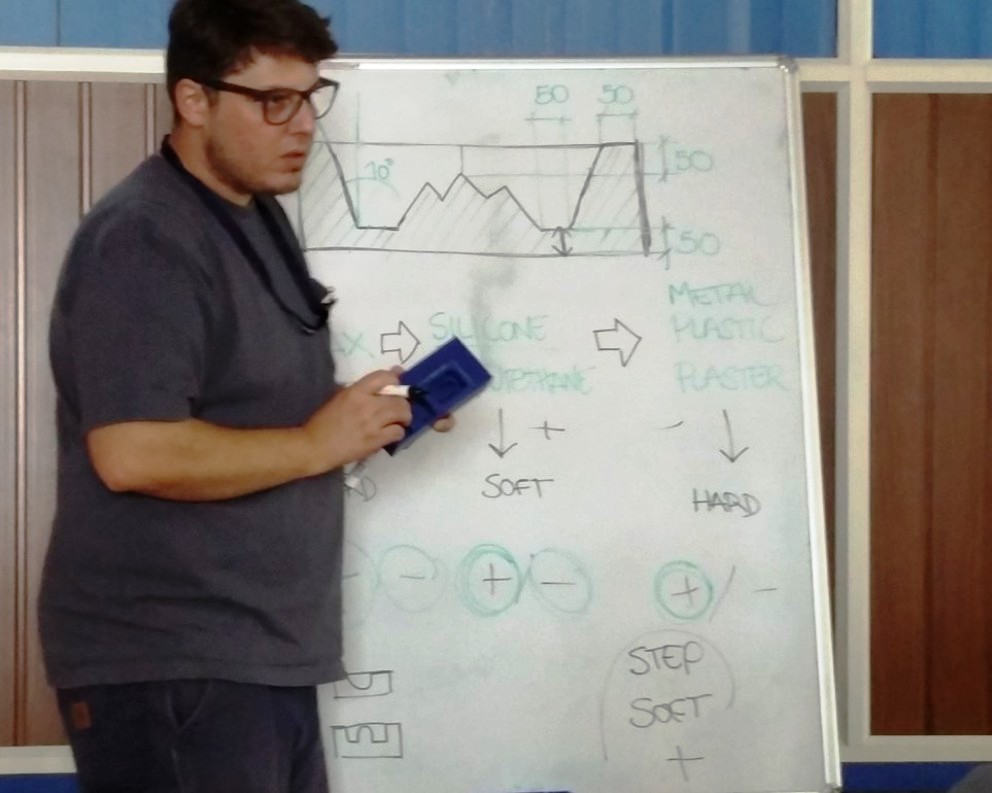 50 50
10°
50
50
METAL
SILICONE PLASTIC
PLASTER
+ -
SOFT
HARD
- - + - + / -
STEP
SOFT
+